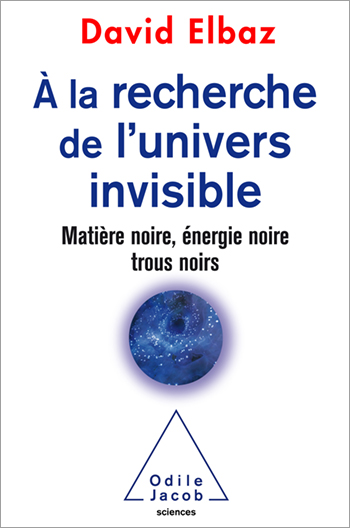 David Elbaz
À la recherche
de l'univers
invisible
Matière noire, énergie noire
trous noirs
Odile
Jacob
sciences